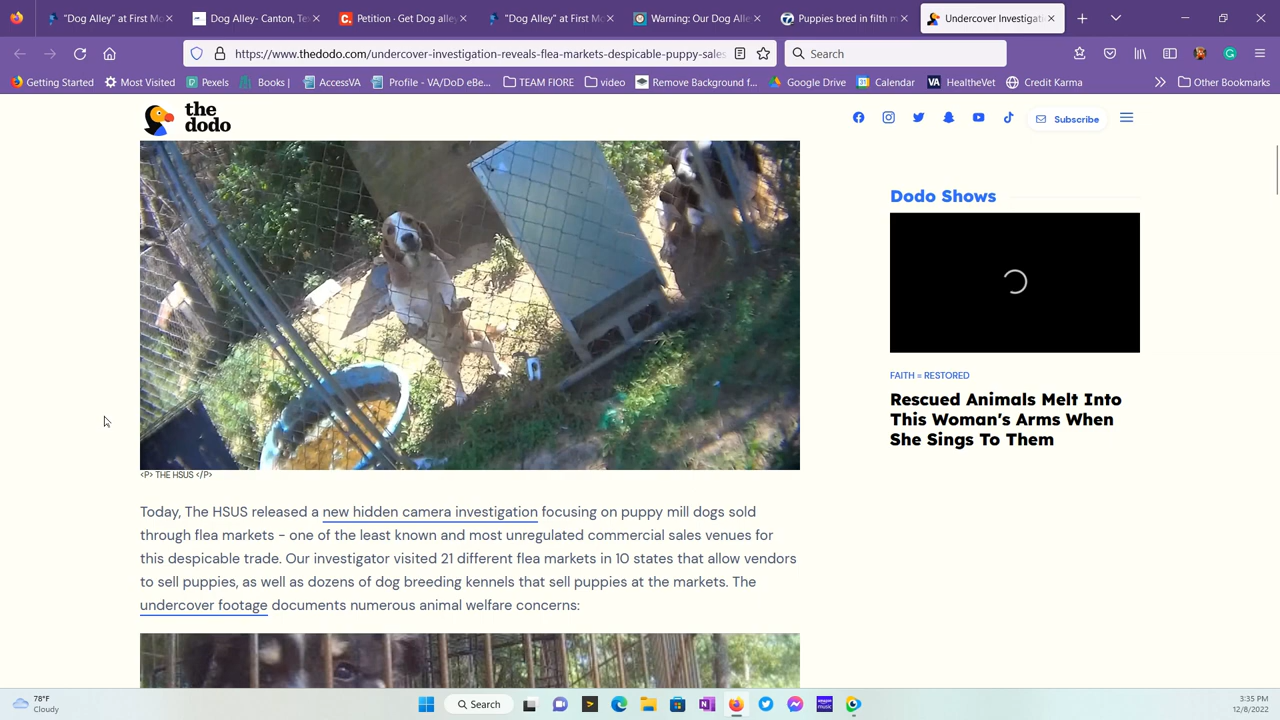 "Dog Alley" at First Mo
Dog Alley- Canton, Te
Petition · Get Dog alley
"Dog Alley" at First Mo
Warning: Our Dog Alle
Puppies bred in filth m
Undercover Investigati
https://www.thedodo.com/undercover-investigation-reveals-flea-markets-despicable-puppy-sales
Search
Getting Started
Most Visited
Pexels
Books |
AccessVA
Profile - VA/DoD eBe...
TEAM FIORE
video
Remove Background f...
Google Drive
Calendar
VA
HealtheVet
Credit Karma
Other Bookmarks
the
dodo
Subscribe
<P> THE HSUS </P>
Today, The HSUS released a new hidden camera investigation focusing on puppy mill dogs sold
through flea markets - one of the least known and most unregulated commercial sales venues for
this despicable trade. Our investigator visited 21 different flea markets in 10 states that allow vendors
to sell puppies, as well as dozens of dog breeding kennels that sell puppies at the markets. The
undercover footage documents numerous animal welfare concerns:
Dodo Shows
FAITH = RESTORED
Rescued Animals Melt Into
This Woman's Arms When
She Sings To Them
78°F
Cloudy
Search
3:35 PM
12/8/2022